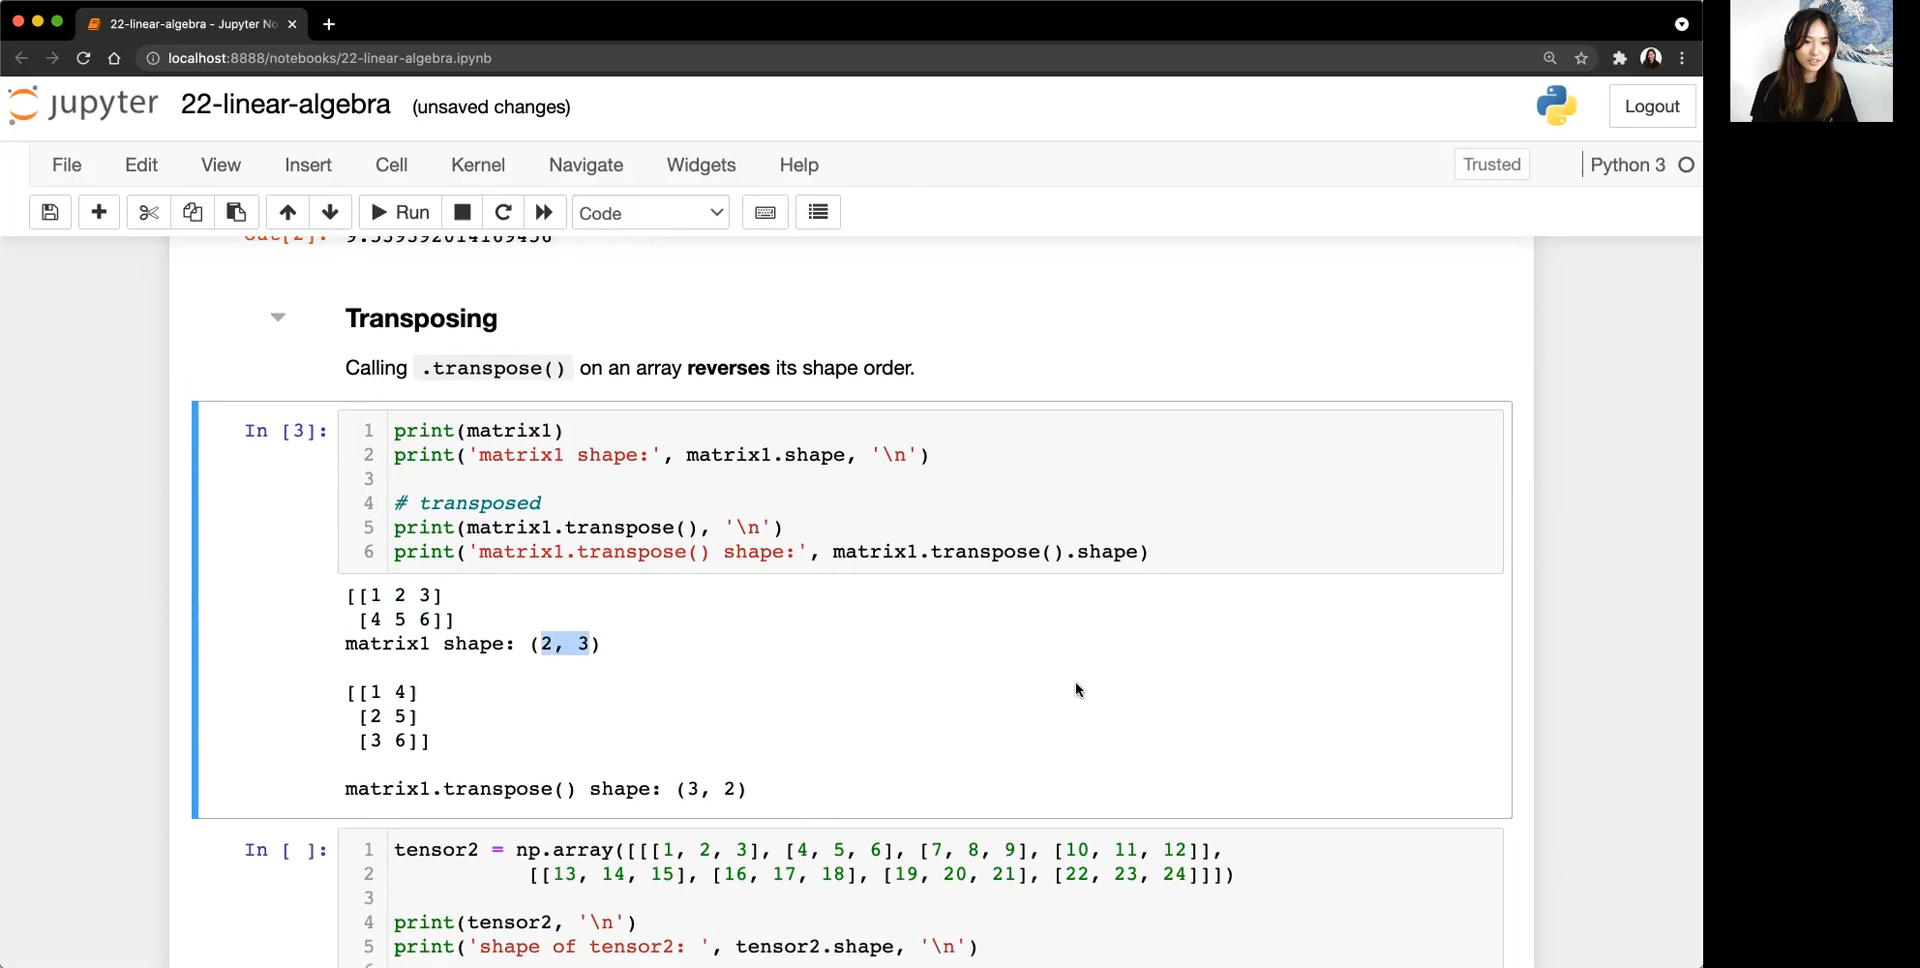 22-linear-algebra - Jupyter No
localhost:8888/notebooks/22-linear-algebra.ipynb
jupyter 22-linear-algebra (unsaved changes)
Logout
File Edit View Insert Cell Kernel Navigate Widgets Help
Trusted
Python 3
Run
Code
Out[2]: 9.539392014169456
Transposing
Calling .transpose() on an array reverses its shape order.
In [3]:
1 print(matrix1)
2 print('matrix1 shape:', matrix1.shape, '\n')
3
4 # transposed
5 print(matrix1.transpose(), '\n')
6 print('matrix1.transpose() shape:', matrix1.transpose().shape)
[[1 2 3]
[4 5 6]]
matrix1 shape: (2, 3)
[[1 4]
[2 5]
[3 6]]
matrix1.transpose() shape: (3, 2)
In [ ]:
1 tensor2 = np.array([[[1, 2, 3], [4, 5, 6], [7, 8, 9], [10, 11, 12]],
2 [[13, 14, 15], [16, 17, 18], [19, 20, 21], [22, 23, 24]]])
3
4 print(tensor2, '\n')
5 print('shape of tensor2: ', tensor2.shape, '\n')